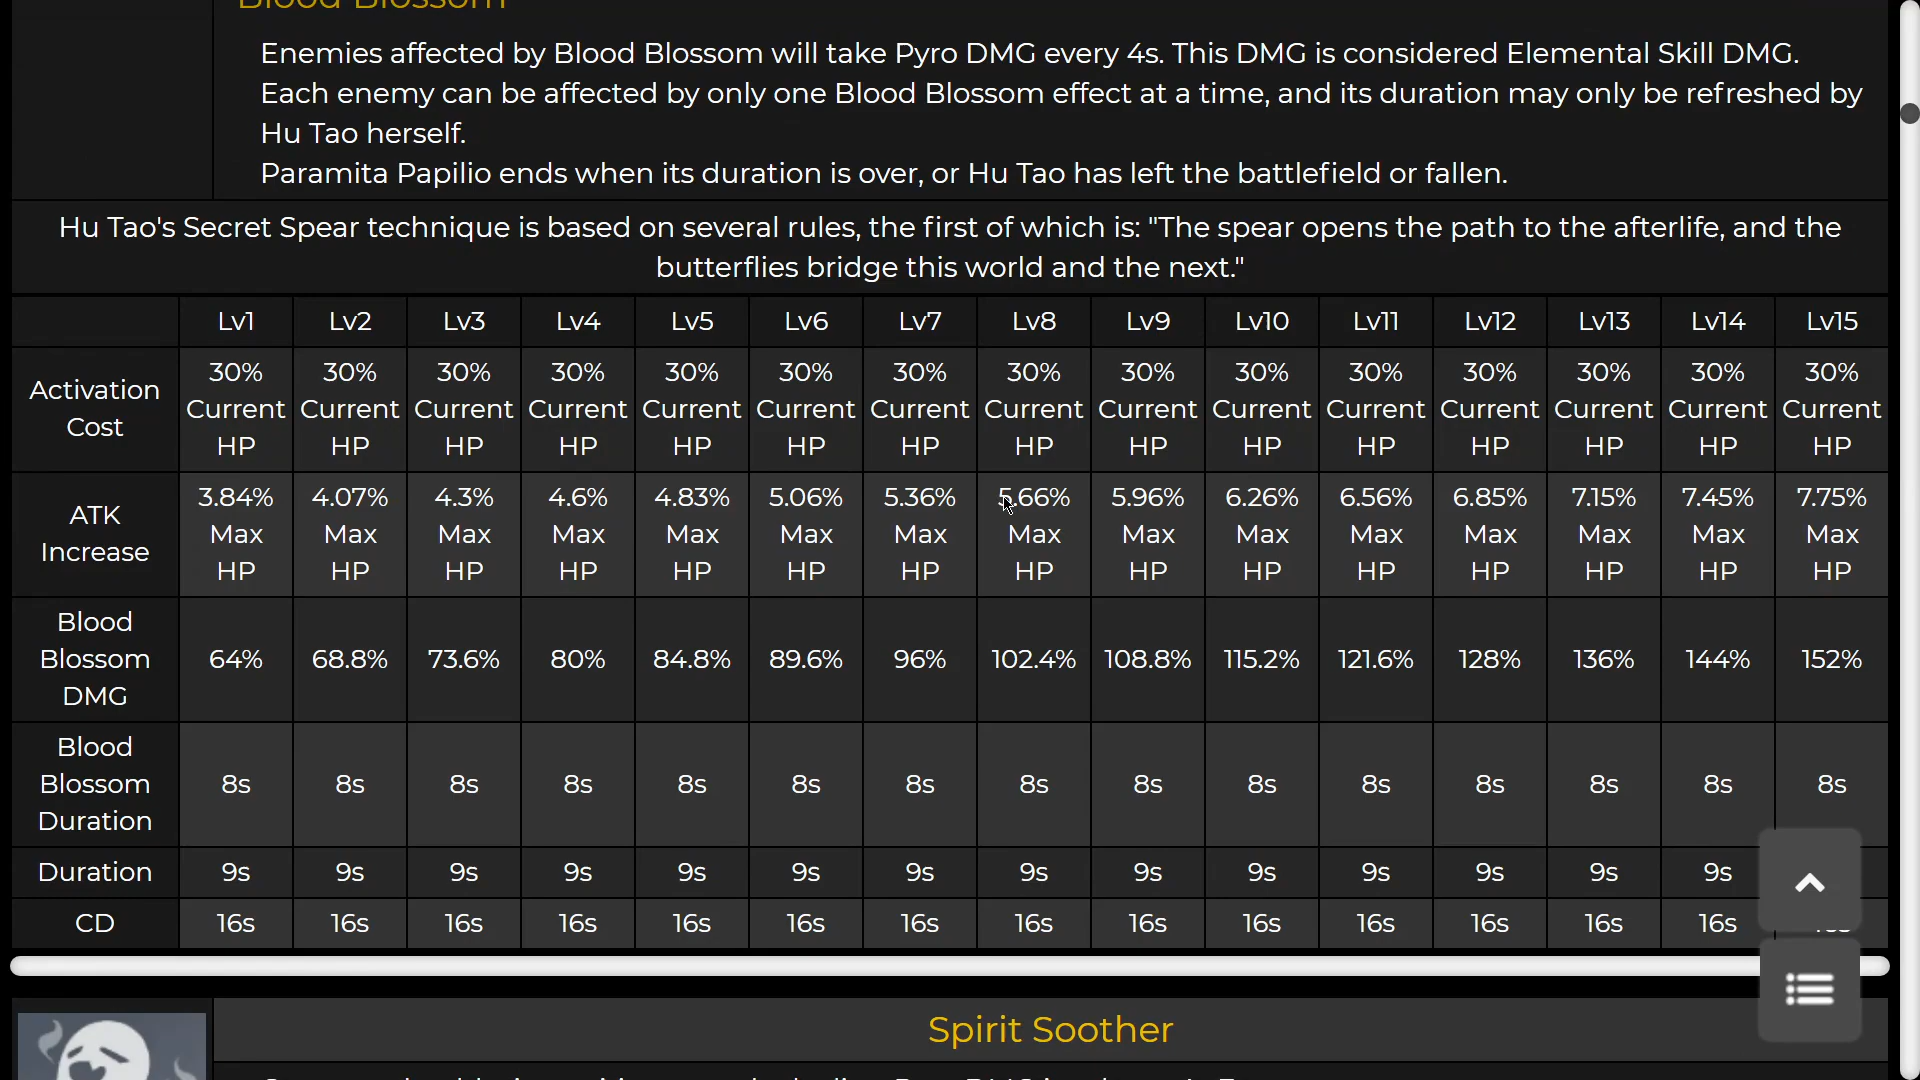 Blood Blossom
Enemies affected by Blood Blossom will take Pyro DMG every 4s. This DMG is considered Elemental Skill DMG.
Each enemy can be affected by only one Blood Blossom effect at a time, and its duration may only be refreshed by
Hu Tao herself.
Paramita Papilio ends when its duration is over, or Hu Tao has left the battlefield or fallen.
Hu Tao's Secret Spear technique is based on several rules, the first of which is: "The spear opens the path to the afterlife, and the
butterflies bridge this world and the next."
Lv1 Lv2 Lv3 Lv4 Lv5 Lv6 Lv7 Lv8 Lv9 Lv10 Lv11 Lv12 Lv13 Lv14 Lv15
Activation Cost 30% Current HP 30% Current HP 30% Current HP 30% Current HP 30% Current HP 30% Current HP 30% Current HP 30% Current HP 30% Current HP 30% Current HP 30% Current HP 30% Current HP 30% Current HP 30% Current HP 30% Current HP
ATK Increase 3.84% Max HP 4.07% Max HP 4.3% Max HP 4.6% Max HP 4.83% Max HP 5.06% Max HP 5.36% Max HP 5.66% Max HP 5.96% Max HP 6.26% Max HP 6.56% Max HP 6.85% Max HP 7.15% Max HP 7.45% Max HP 7.75% Max HP
Blood Blossom DMG 64% 68.8% 73.6% 80% 84.8% 89.6% 96% 102.4% 108.8% 115.2% 121.6% 128% 136% 144% 152%
Blood Blossom Duration 8s 8s 8s 8s 8s 8s 8s 8s 8s 8s 8s 8s 8s 8s 8s
Duration 9s 9s 9s 9s 9s 9s 9s 9s 9s 9s 9s 9s 9s 9s
CD 16s 16s 16s 16s 16s 16s 16s 16s 16s 16s 16s 16s 16s 16s
Spirit Soother